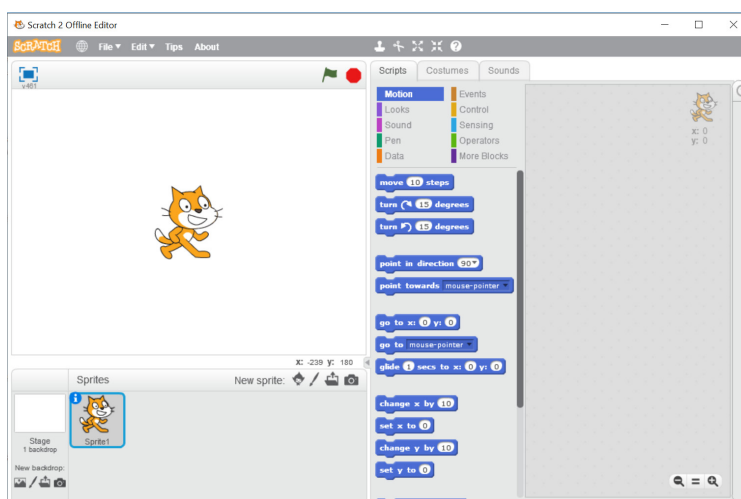 Scratch 2 Offline Editor
SCRATCH File Edit Tips About
v461
Scripts Costumes Sounds
Motion Events
Looks Control
Sound Sensing
Pen Operators
Data More Blocks
x: 0
y: 0
move 10 steps
turn 15 degrees
turn 15 degrees
point in direction 90
point towards mouse-pointer
go to x: 0 y: 0
go to mouse-pointer
glide 1 secs to x: 0 y: 0
change x by 10
set x to 0
change y by 10
set y to 0
X: -239 Y: 180
Sprites New sprite:
Stage
1 backdrop
Sprite1
New backdrop: